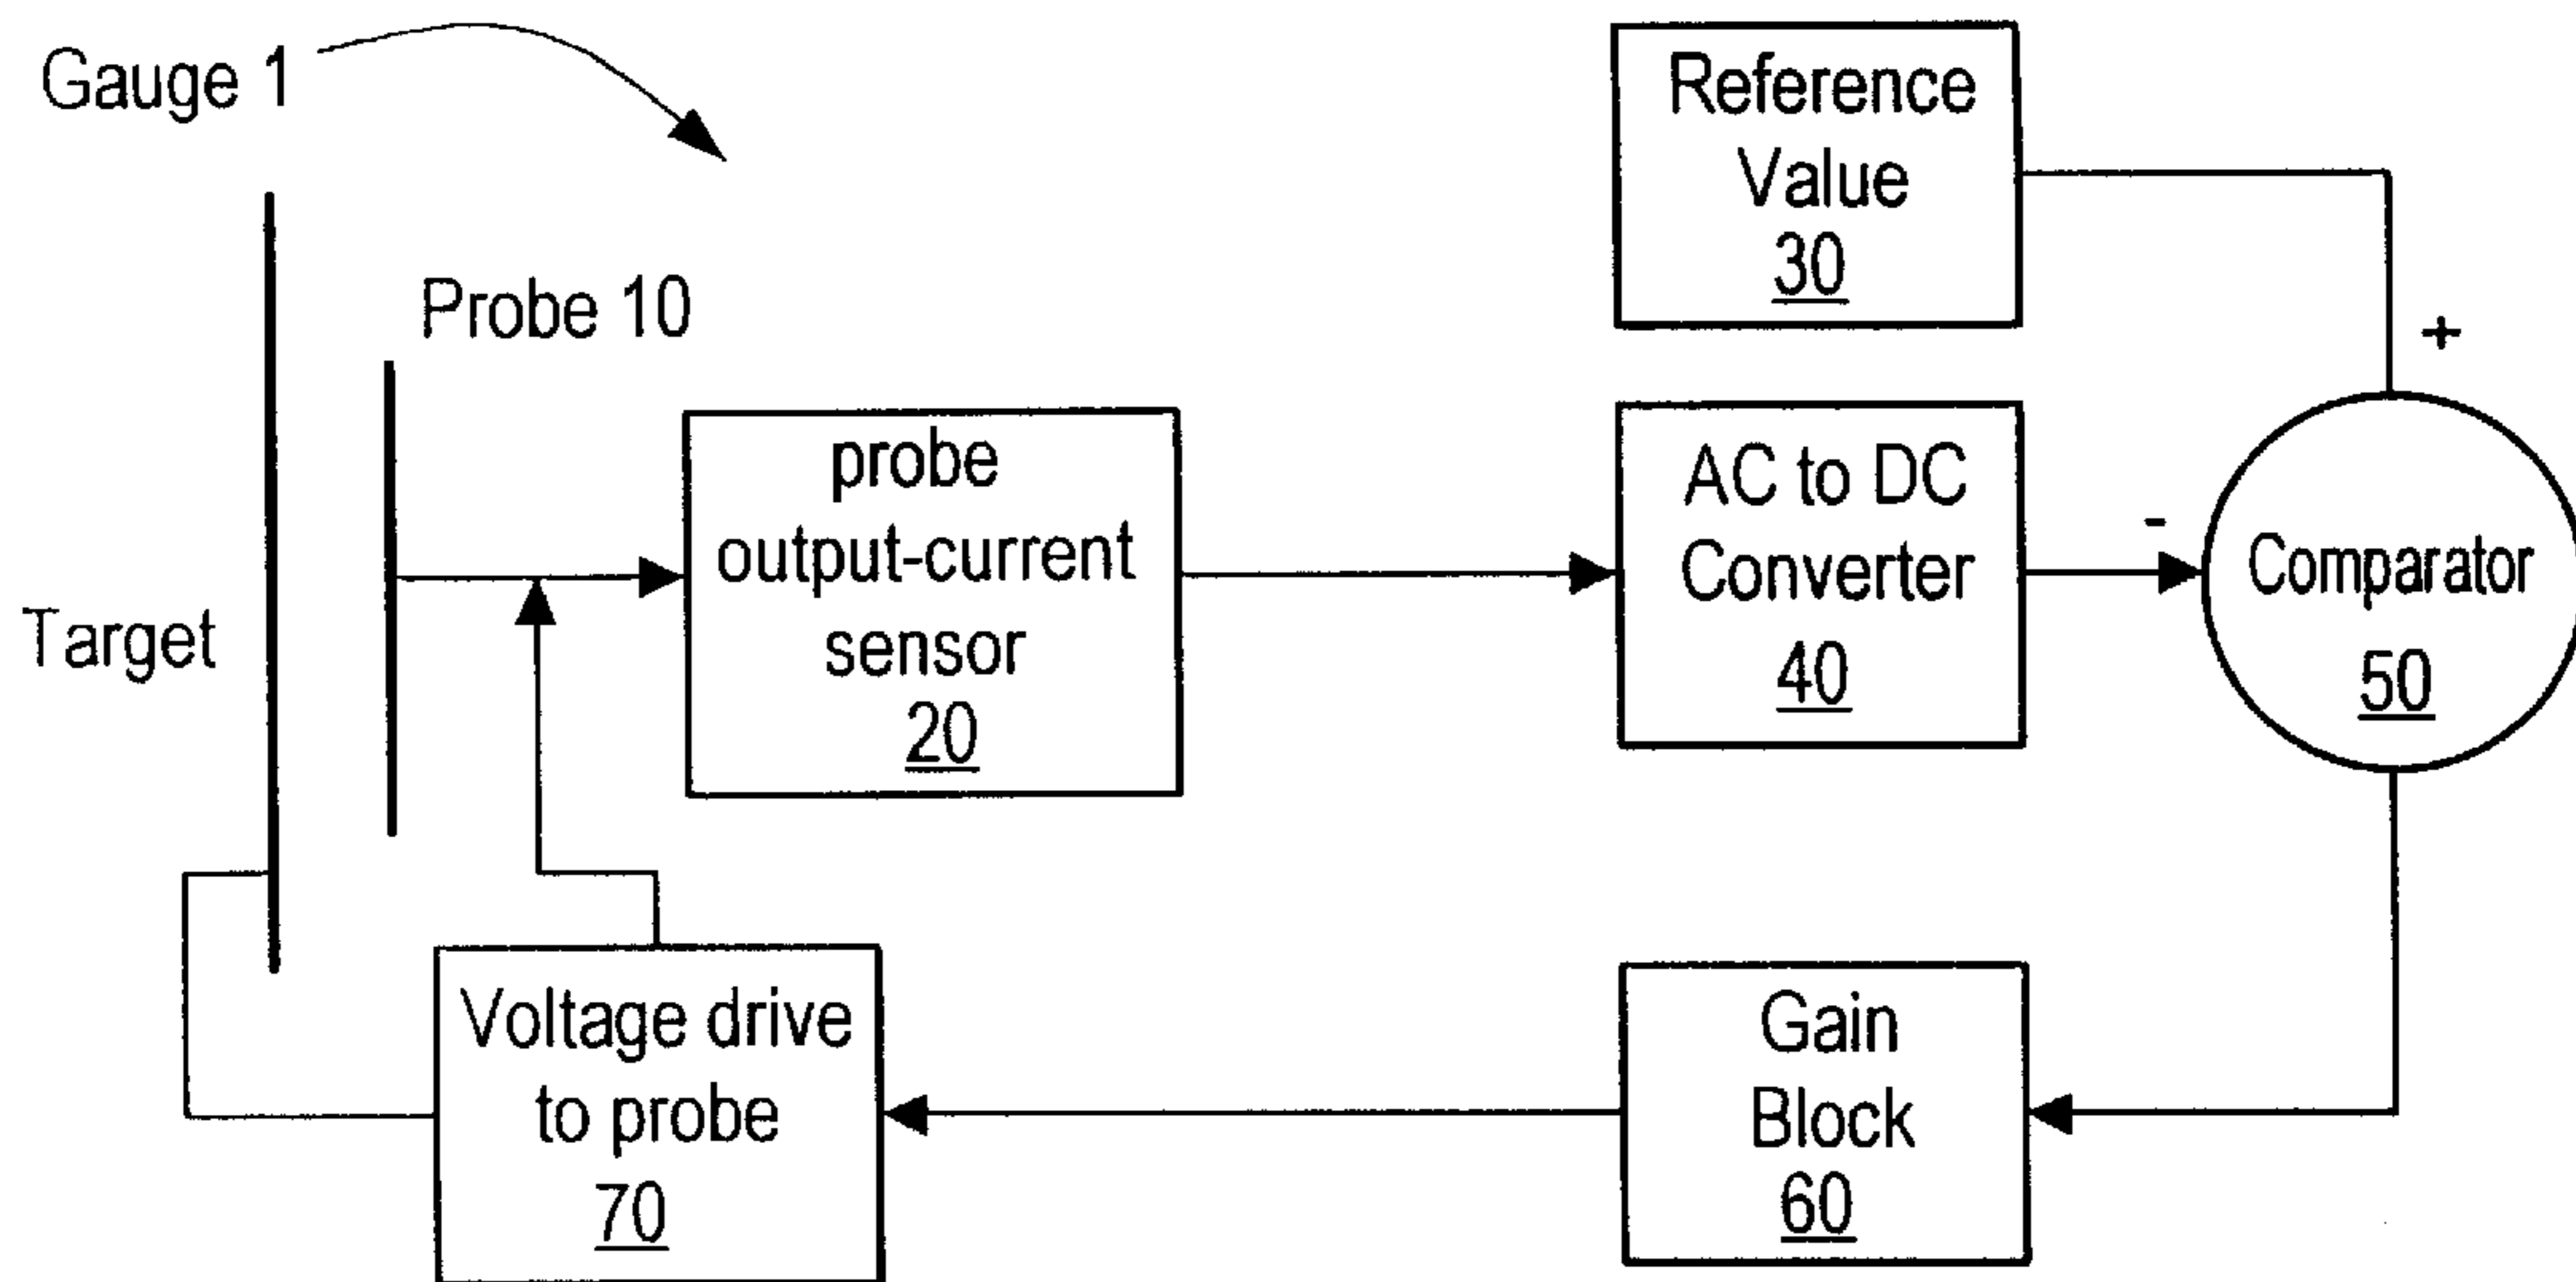 Gauge 1
Reference
Value
30
Probe 10
+
probe
output-current
sensor
20
AC to DC
Converter
40
-
Comparator
50
Target
Voltage drive
to probe
70
Gain
Block
60